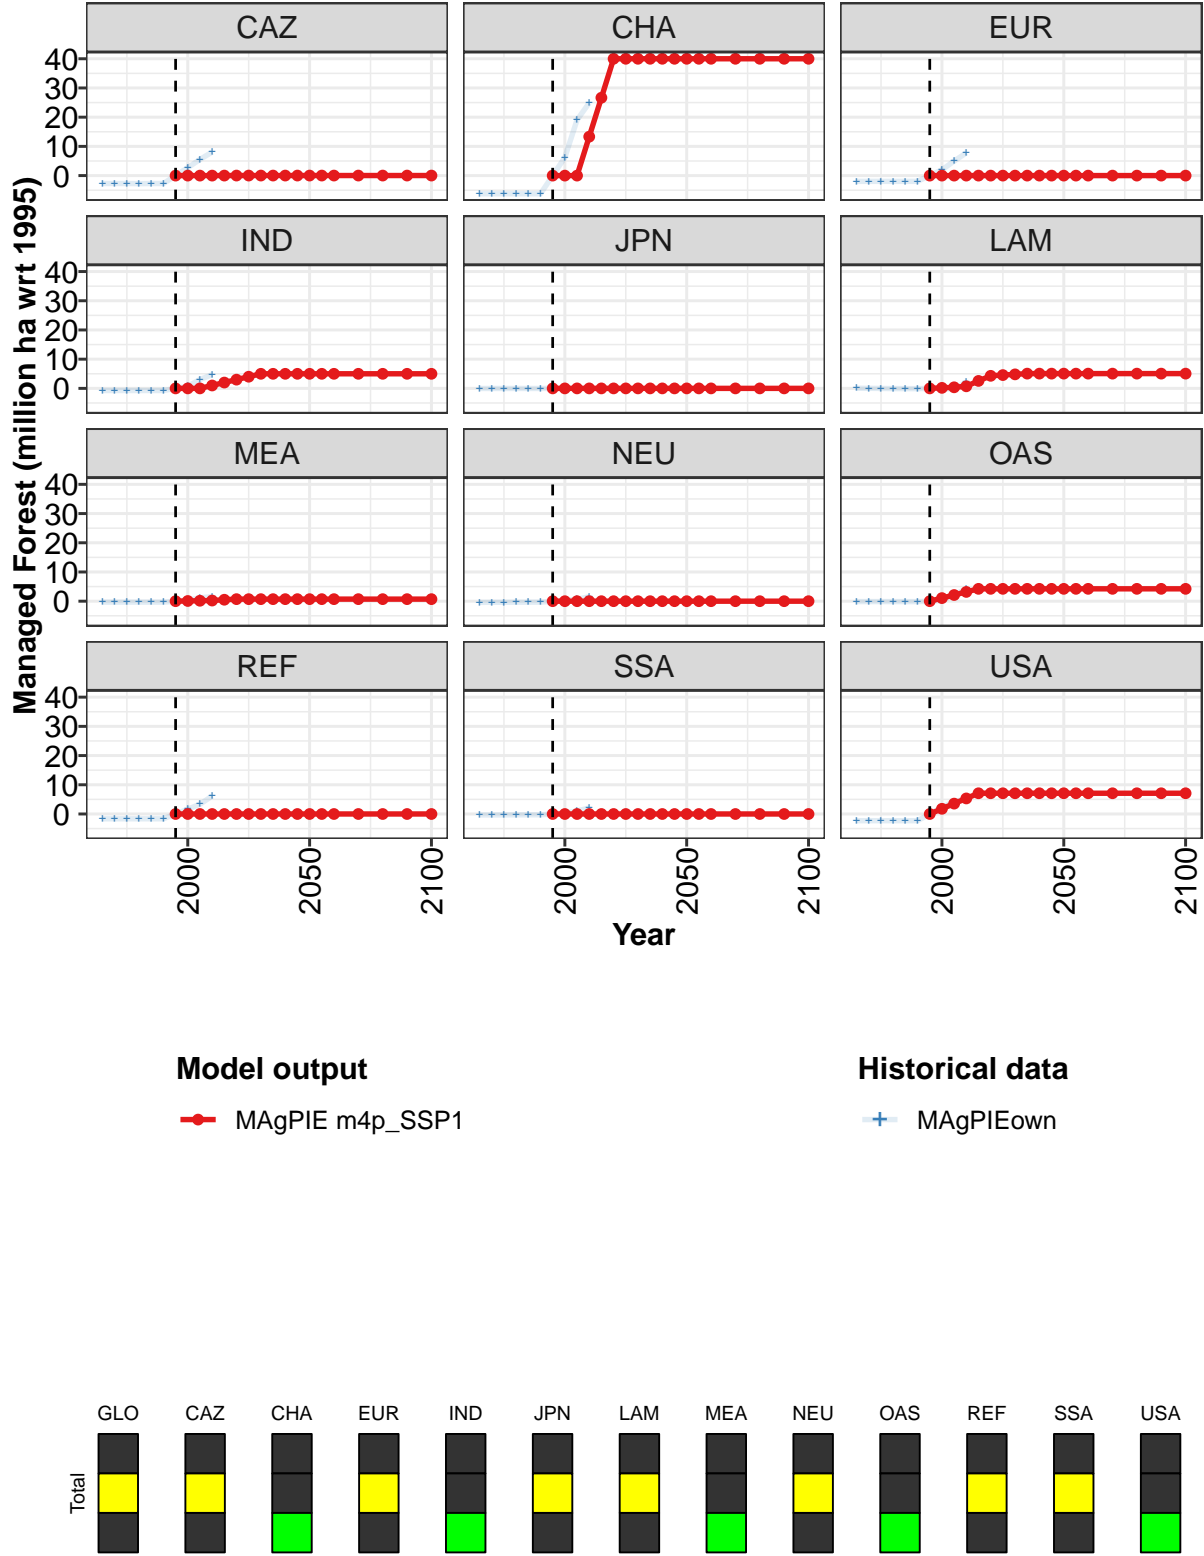 CAZ CHA EUR
40
30
20
10
0
IND JPN LAM
40
30
20
10
0
MEA NEU OAS
40
30
20
10
0
REF SSA USA
40
30
20
10
0
Managed Forest (million ha wrt 1995)
2000 2050 2100 2000 2050 2100 2000 2050 2100
Year
Model output Historical data
MAgPIE m4p_SSP1 MAgPIEown
GLO CAZ CHA EUR IND JPN LAM MEA NEU OAS REF SSA USA
Total